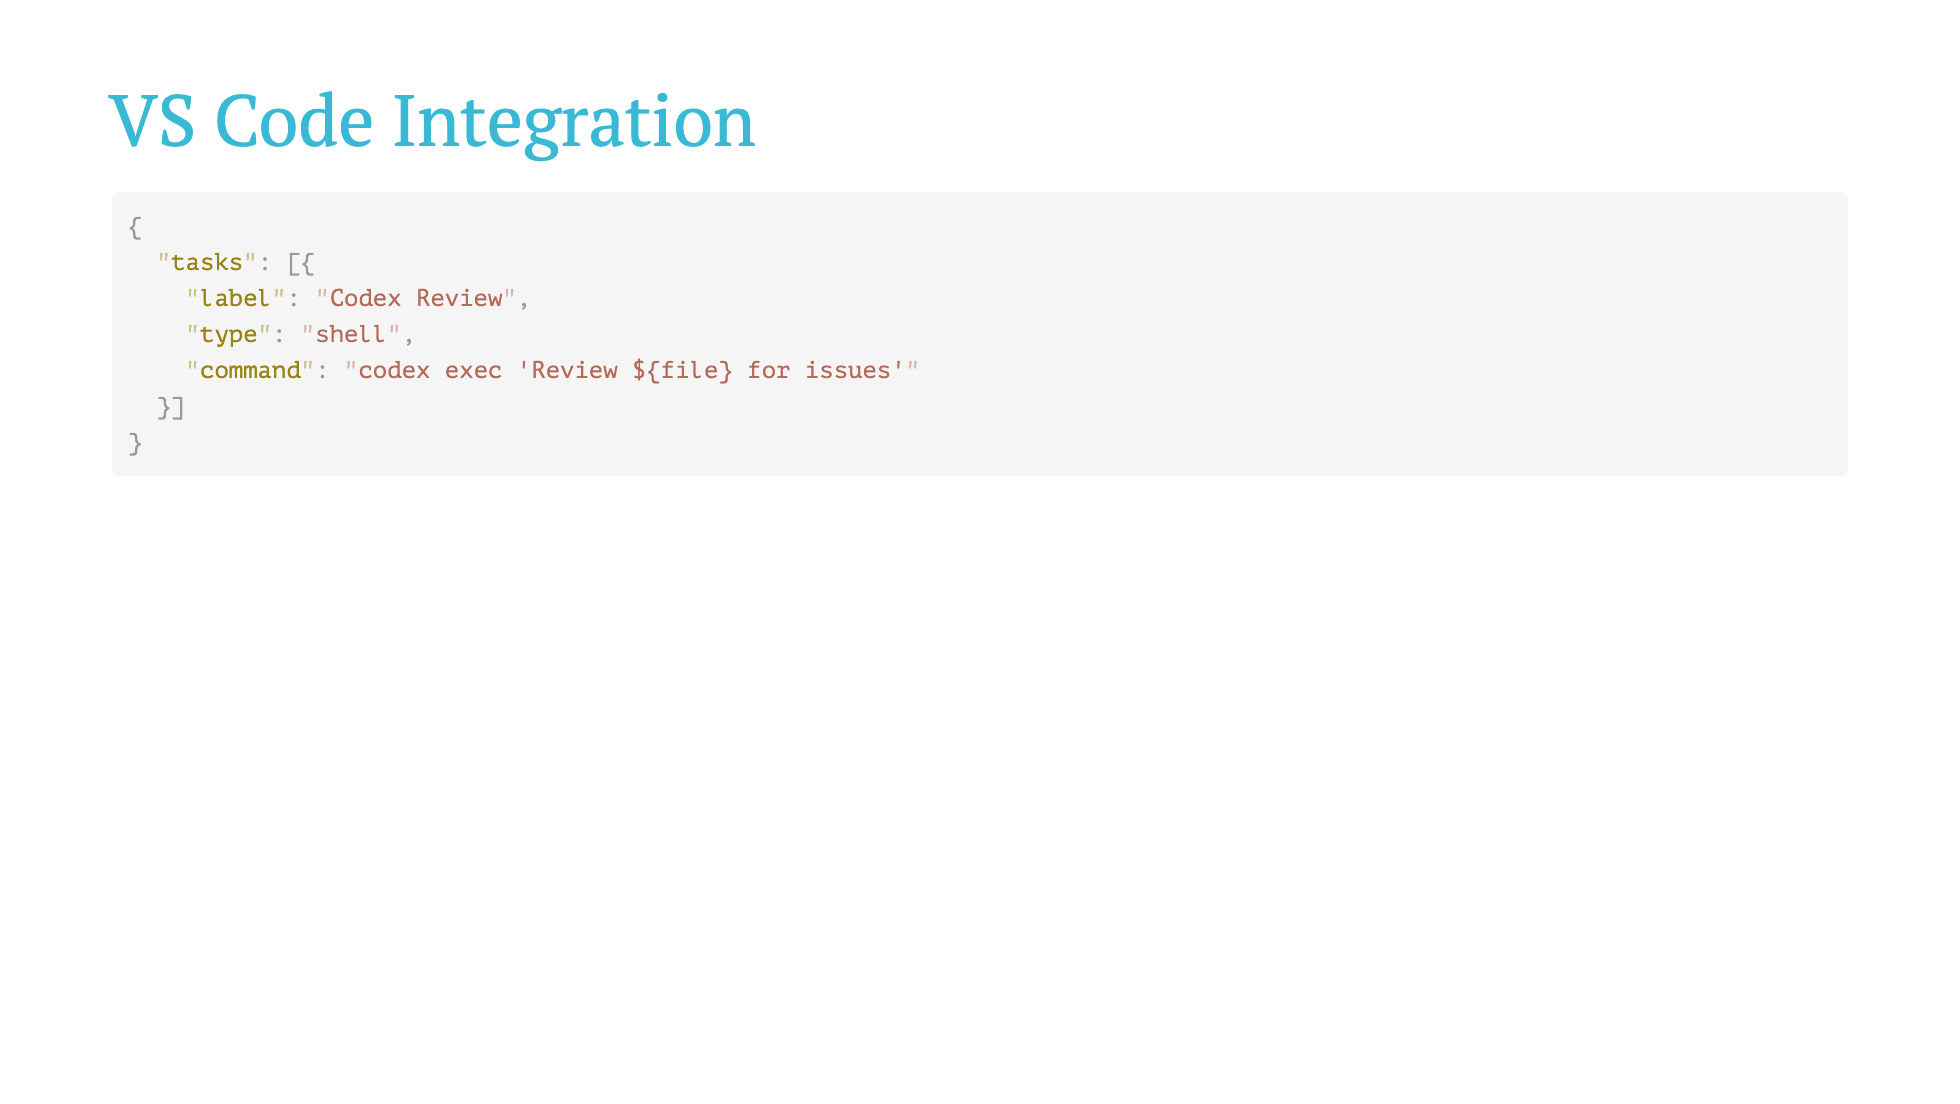 VS Code Integration
{
  "tasks": [{
    "label": "Codex Review",
    "type": "shell",
    "command": "codex exec 'Review ${file} for issues'"
  }]
}